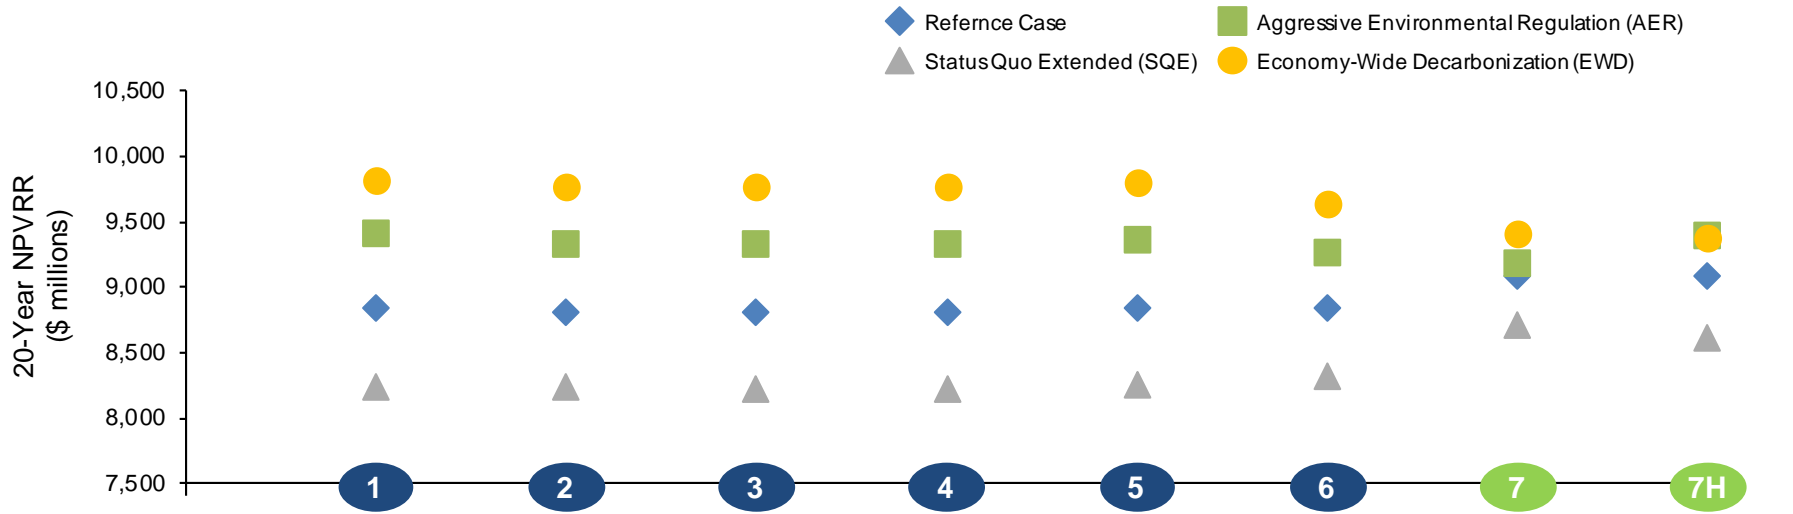 Refernce Case
Aggressive Environmental Regulation (AER)
Status Quo Extended (SQE)
Economy-Wide Decarbonization (EWD)
20-Year NPVRR
($ millions)
10,500
10,000
9,500
9,000
8,500
8,000
7,500
1
2
3
4
5
6
7
7H